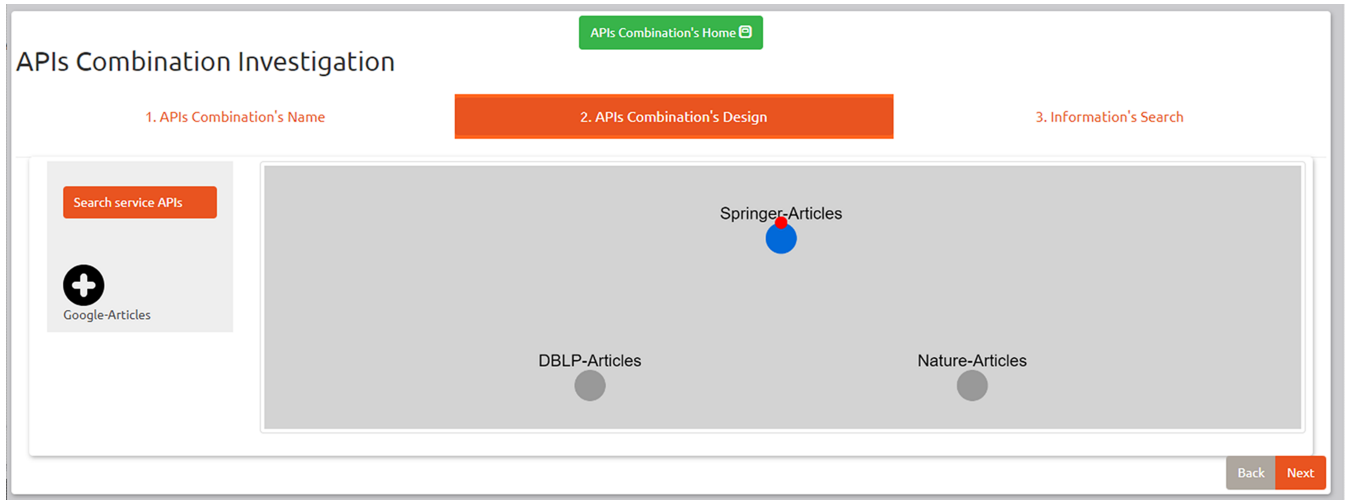 APIs Combination's Home
APIs Combination Investigation
1. APIs Combination's Name
2. APIs Combination's Design
3. Information's Search
Search service APIs
Google-Articles
Springer-Articles
DBLP-Articles
Nature-Articles
Back
Next